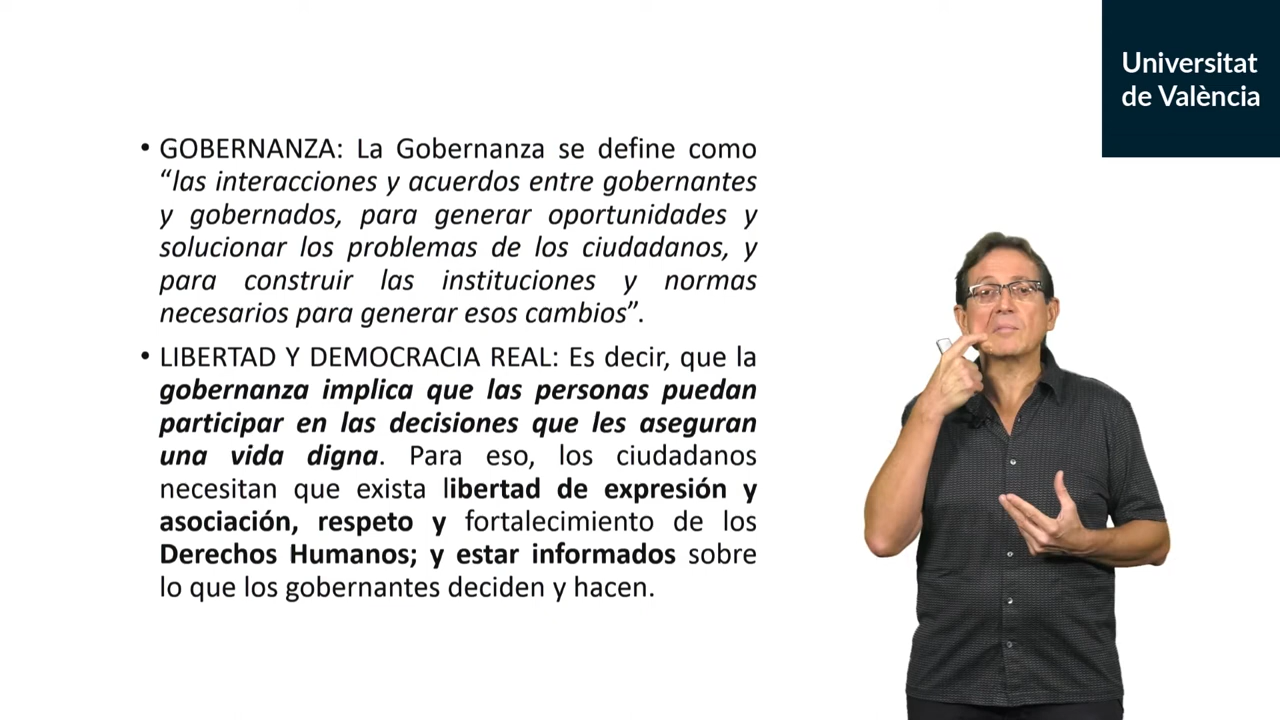 Universitat
de València
• GOBERNANZA: La Gobernanza se define como
“las interacciones y acuerdos entre gobernantes
y gobernados, para generar oportunidades y
solucionar los problemas de los ciudadanos, y
para construir las instituciones y normas
necesarios para generar esos cambios”.
• LIBERTAD Y DEMOCRACIA REAL: Es decir, que la
gobernanza implica que las personas puedan
participar en las decisiones que les aseguran
una vida digna. Para eso, los ciudadanos
necesitan que exista libertad de expresión y
asociación, respeto y fortalecimiento de los
Derechos Humanos; y estar informados sobre
lo que los gobernantes deciden y hacen.